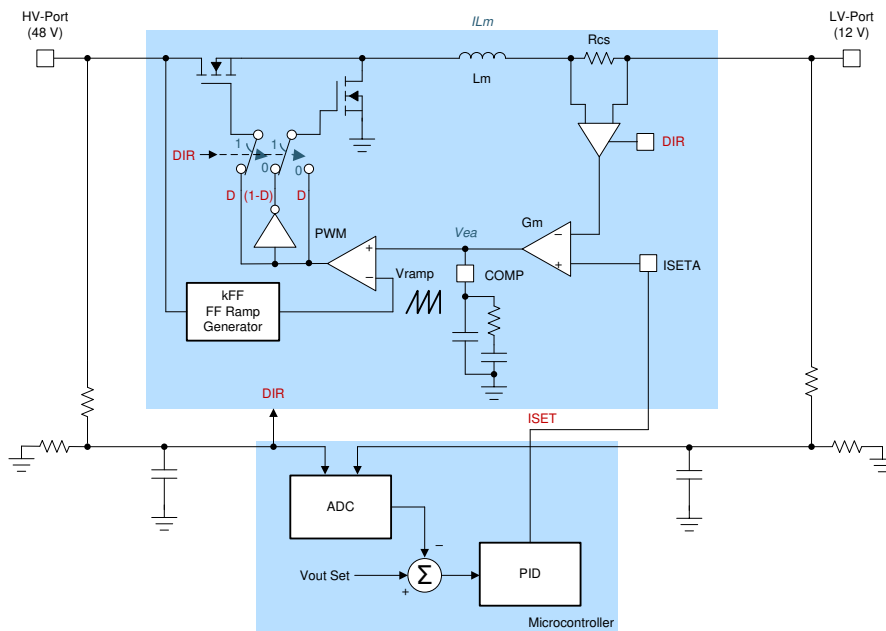 HV-Port
(48 V)
ILm
LV-Port
(12 V)
Rcs
Lm
DIR
1
1
DIR
0
0
D
(1-D)
D
PWM
Vea
Gm
−
+
+
−
Vramp
COMP
ISETA
kFF
FF Ramp
Generator
DIR
ISET
ADC
−
Vout Set
+
Σ
PID
Microcontroller